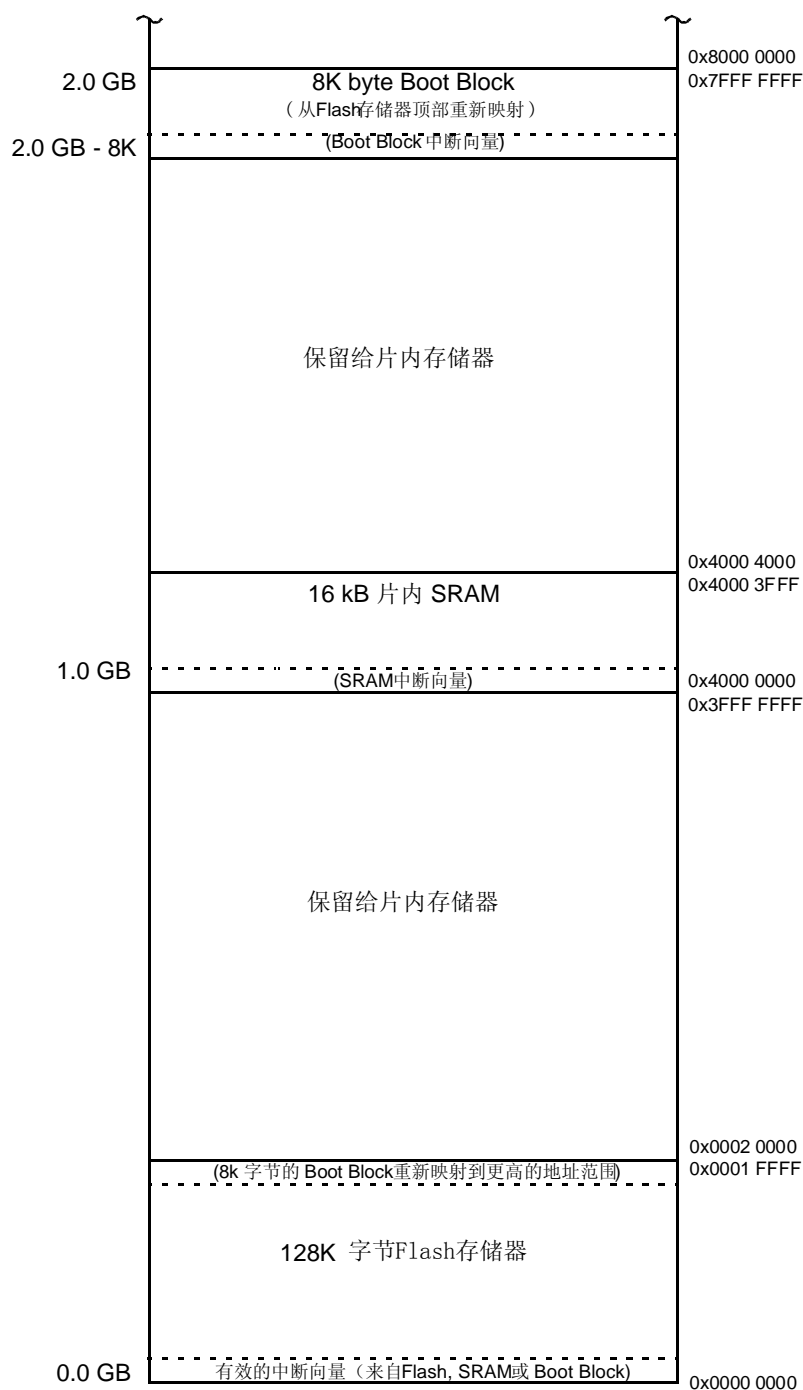 0x8000 0000
2.0 GB
8K byte Boot Block
0x7FFF FFFF
（从Flash存储器顶部重新映射）
2.0 GB - 8K
(Boot Block 中断向量)
保留给片内存储器
0x4000 4000
16 kB 片内 SRAM
0x4000 3FFF
1.0 GB
(SRAM中断向量)
0x4000 0000
0x3FFF FFFF
保留给片内存储器
0x0002 0000
(8k 字节的 Boot Block重新映射到更高的地址范围)
0x0001 FFFF
128K 字节Flash存储器
0.0 GB
有效的中断向量（来自Flash, SRAM或 Boot Block)
0x0000 0000